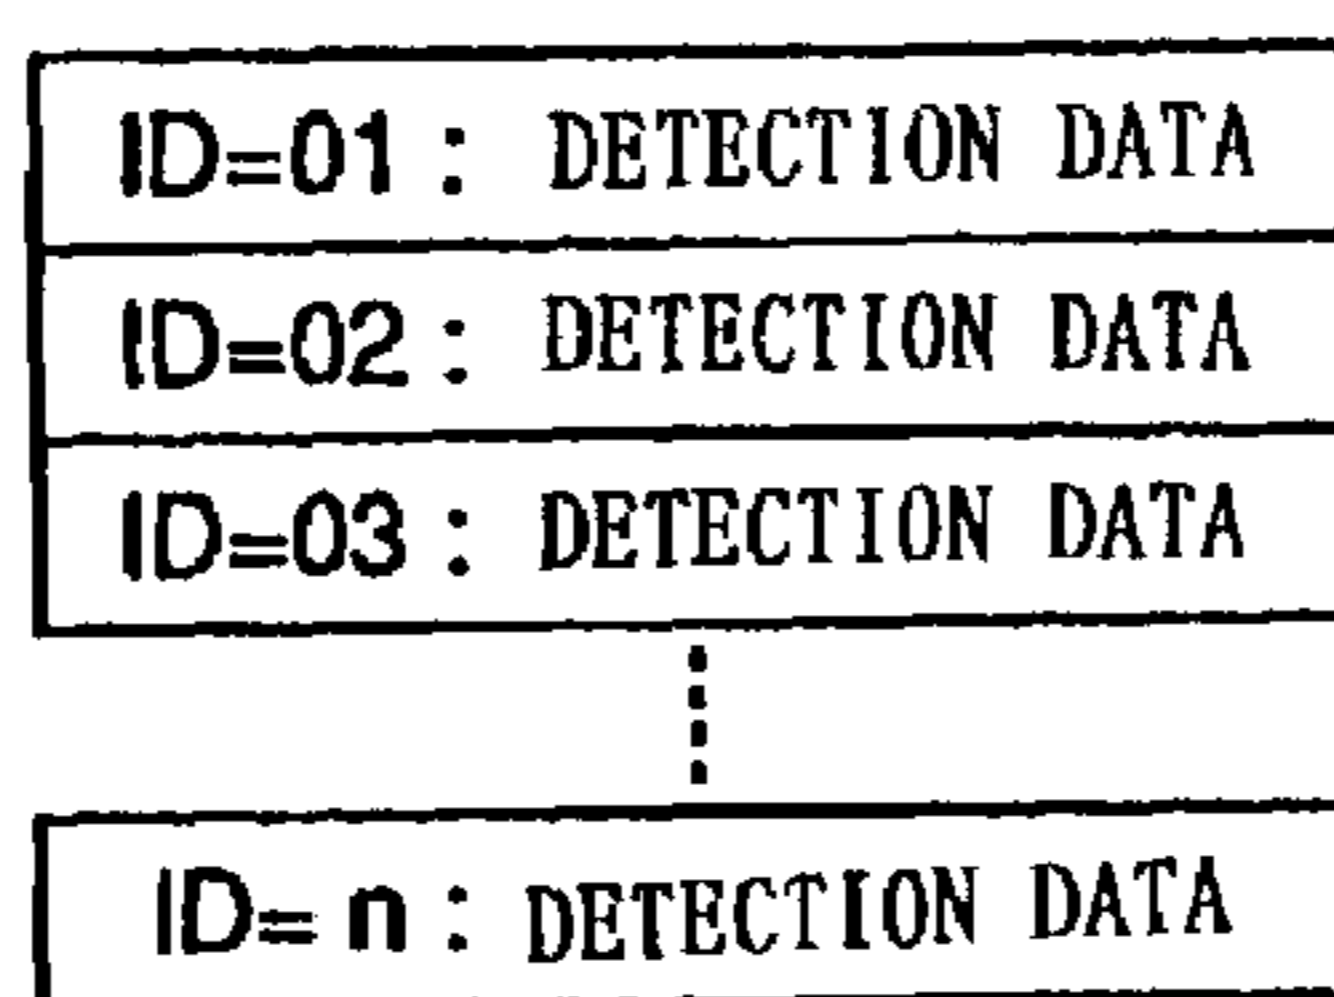 ID=01 : DETECTION DATA
ID=02 : DETECTION DATA
ID=03 : DETECTION DATA
ID= n : DETECTION DATA